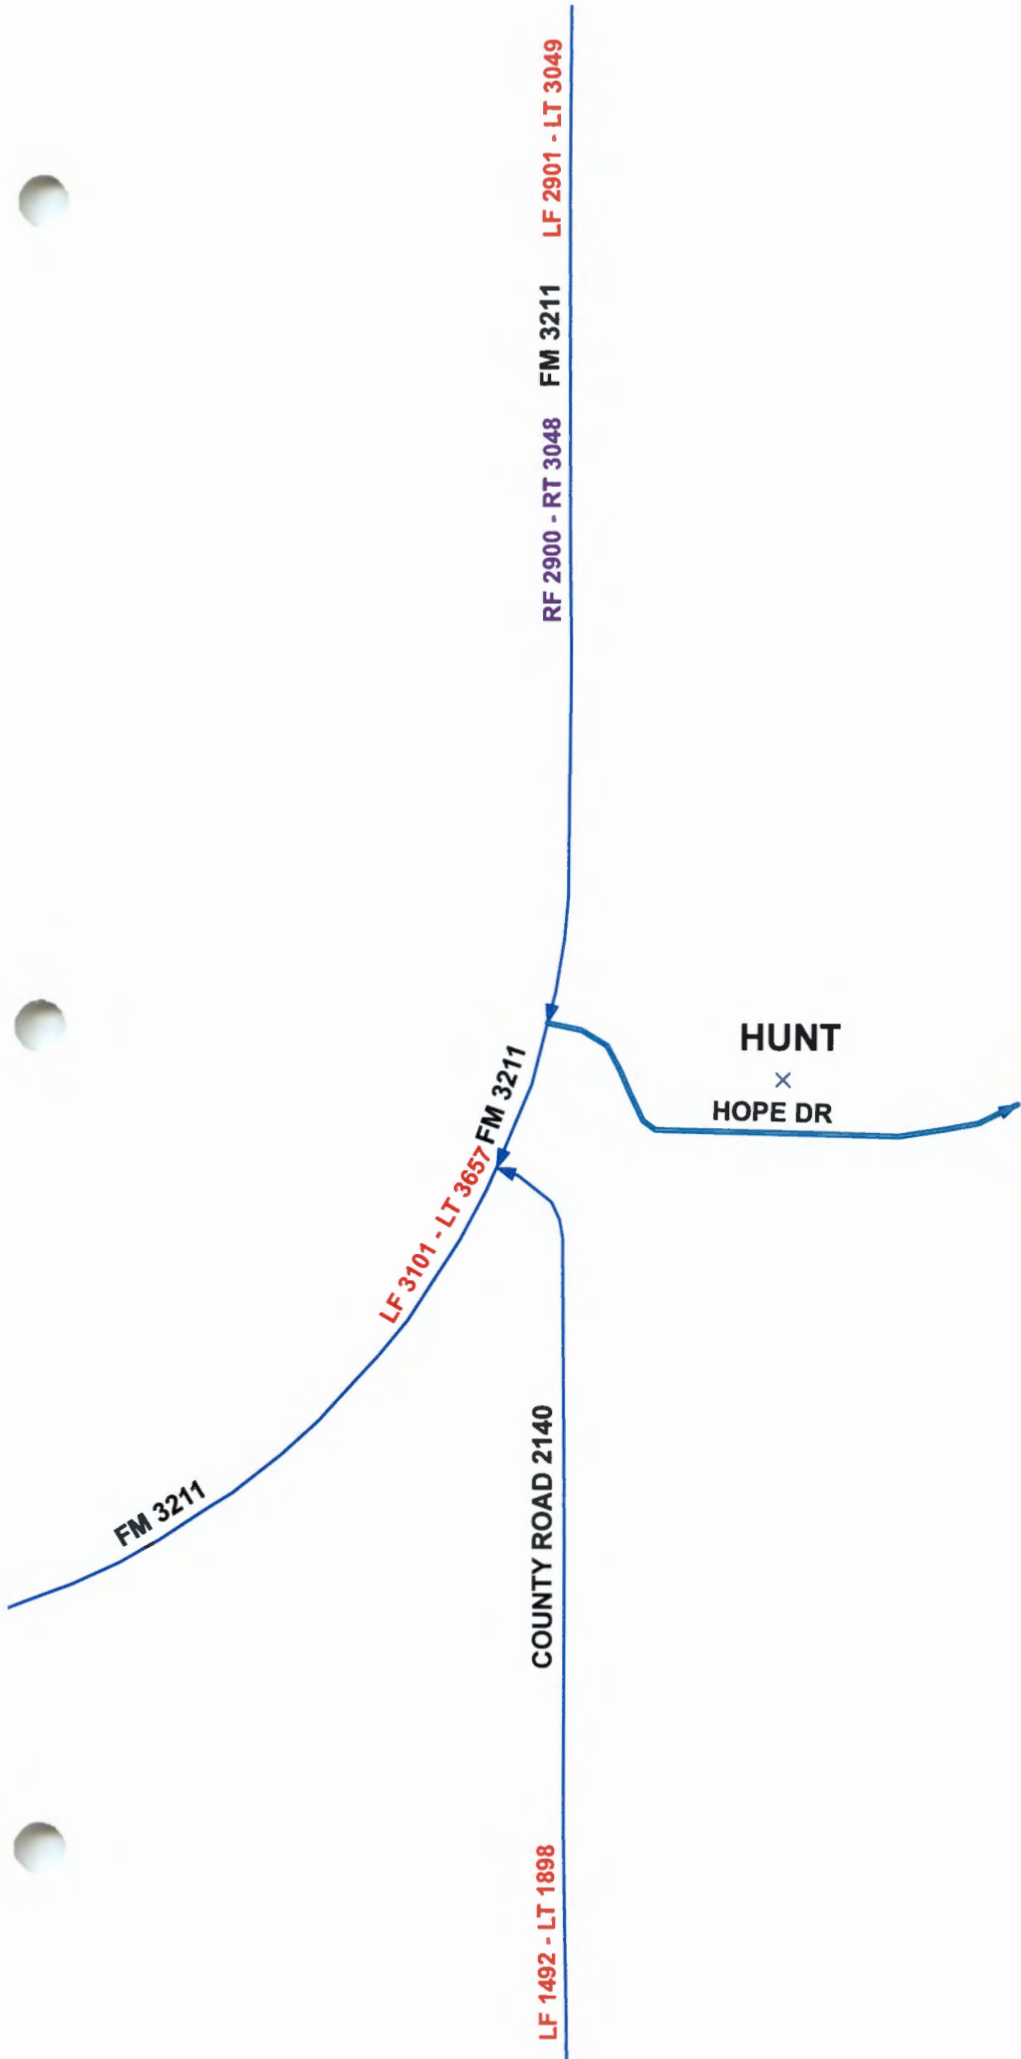 LF 2901 - LT 3049
FM 3211
RF 2900 - RT 3048
HUNT
HOPE DR
FM 3211
LF 3101 - LT 3657
COUNTY ROAD 2140
FM 3211
LF 1492 - LT 1898